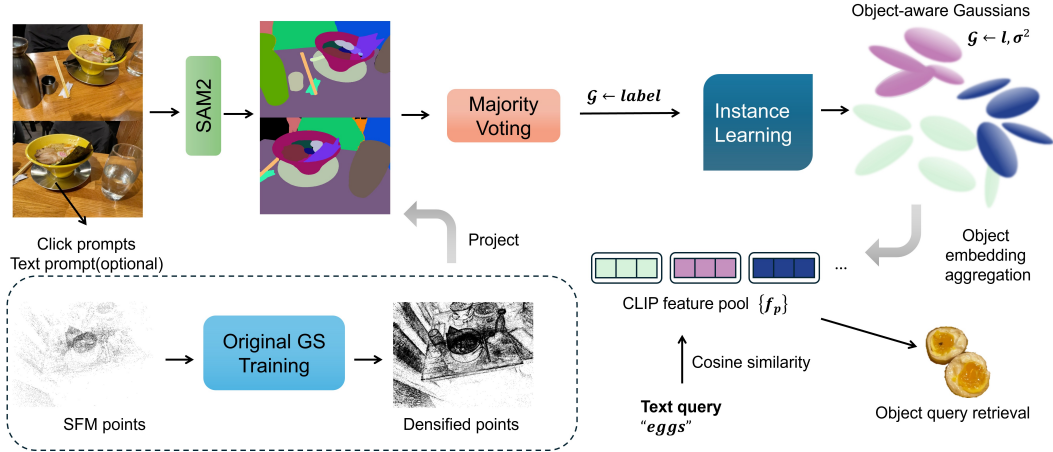 Object-aware Gaussians
𝒢 ← l, σ²
SAM2
Majority
Voting
𝒢 ← label
Instance
Learning
Click prompts
Text prompt(optional)
Project
Object
embedding
aggregation
...
CLIP feature pool {fₚ}
Original GS
Training
Cosine similarity
SFM points
Densified points
Text query
“eggs”
Object query retrieval